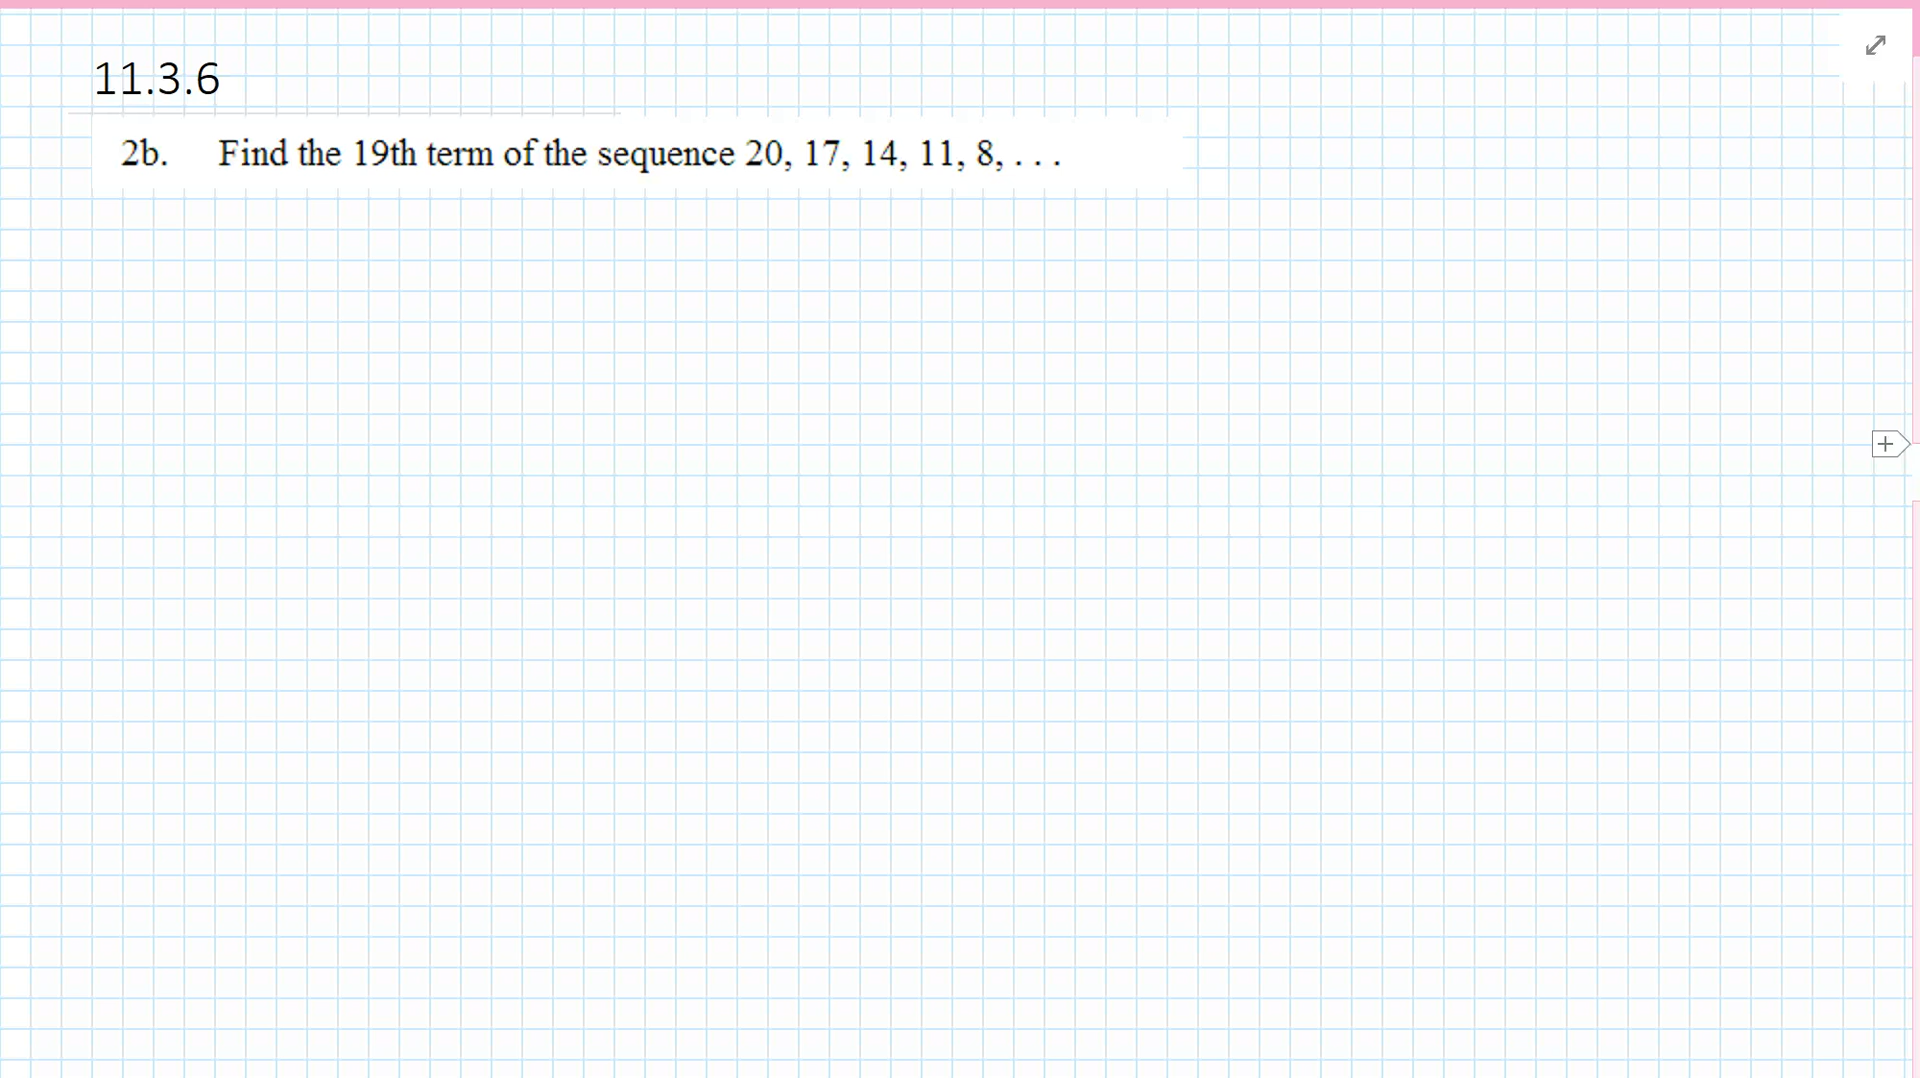 11.3.6
2b. Find the 19th term of the sequence 20, 17, 14, 11, 8, . . .